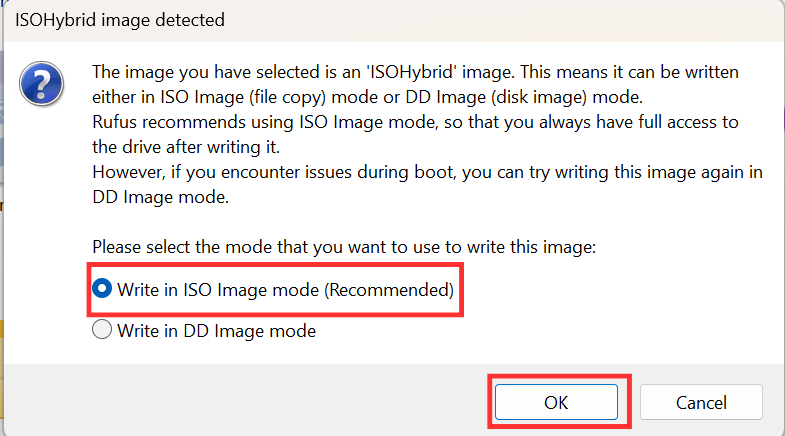 ISOHybrid image detected
The image you have selected is an 'ISOHybrid' image. This means it can be written
either in ISO Image (file copy) mode or DD Image (disk image) mode.
Rufus recommends using ISO Image mode, so that you always have full access to
the drive after writing it.
However, if you encounter issues during boot, you can try writing this image again in
DD Image mode.
Please select the mode that you want to use to write this image:
Write in ISO Image mode (Recommended)
Write in DD Image mode
OK
Cancel